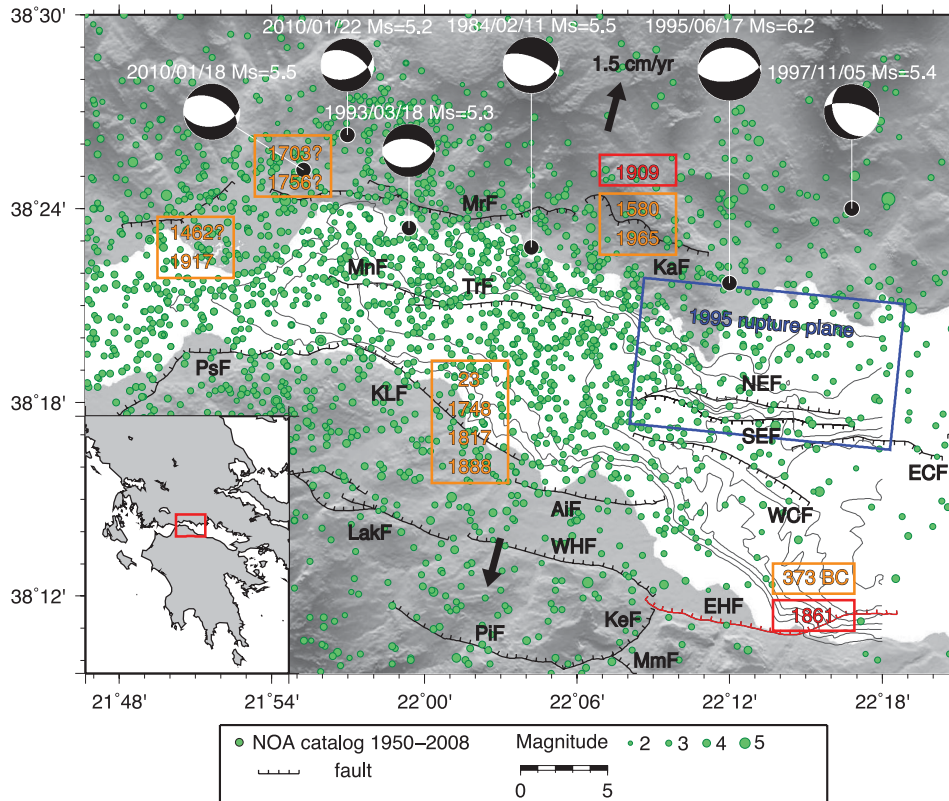 2010/01/22 Ms=5.2
1984/02/11 Ms=5.5
1995/06/17 Ms=6.2
2010/01/18 Ms=5.5
1.5 cm/yr
1997/11/05 Ms=5.4
1993/03/18 Ms=5.3
38°30'
38°24'
38°18'
38°12'
1703?
1756?
1909
1580
1965
MrF
1462?
1917
KaF
MnF
TrF
1995 rupture plane
PsF
KLF
23
1748
1817
1888
NEF
SEF
ECF
AiF
WCF
LakF
WHF
373 BC
1861
EHF
PiF
KeF
MmF
21°48' 21°54' 22°00' 22°06' 22°12' 22°18'
NOA catalog 1950–2008 Magnitude 2 3 4 5
fault 0 5